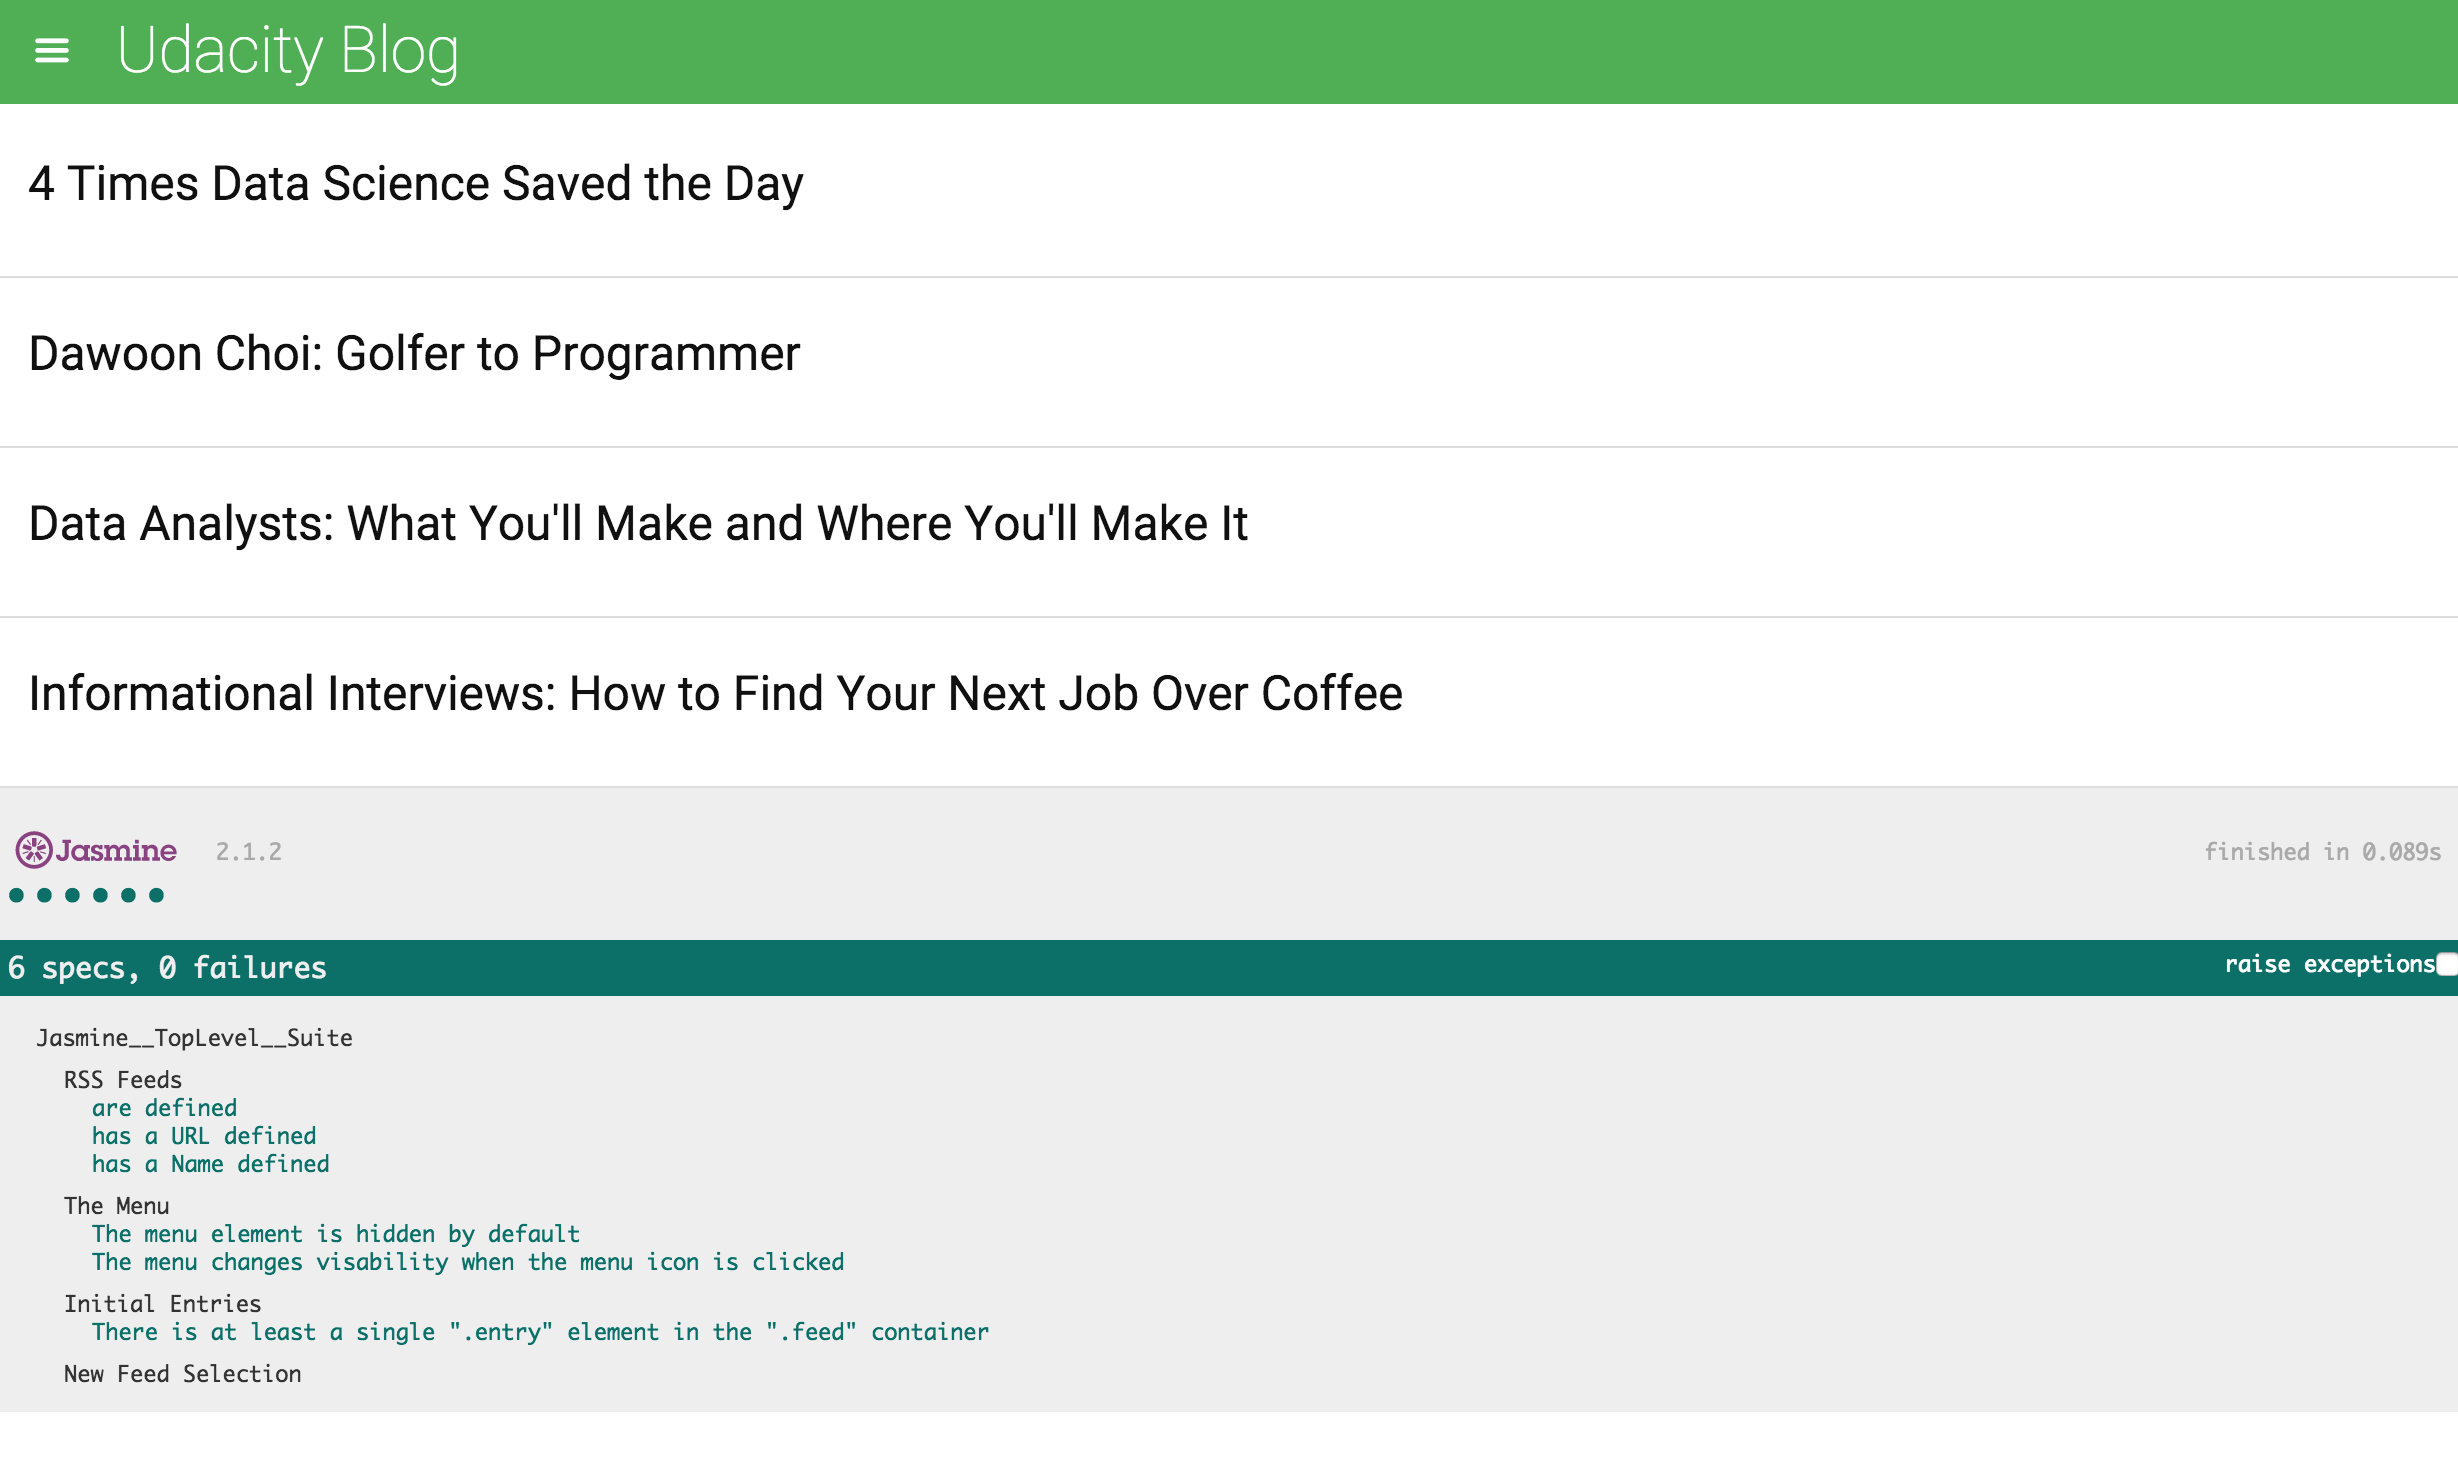 Udacity Blog
4 Times Data Science Saved the Day
Dawoon Choi: Golfer to Programmer
Data Analysts: What You'll Make and Where You'll Make It
Informational Interviews: How to Find Your Next Job Over Coffee
Jasmine 2.1.2 finished in 0.089s
6 specs, 0 failures raise exceptions
Jasmine__TopLevel__Suite
RSS Feeds
are defined
has a URL defined
has a Name defined
The Menu
The menu element is hidden by default
The menu changes visability when the menu icon is clicked
Initial Entries
There is at least a single ".entry" element in the ".feed" container
New Feed Selection